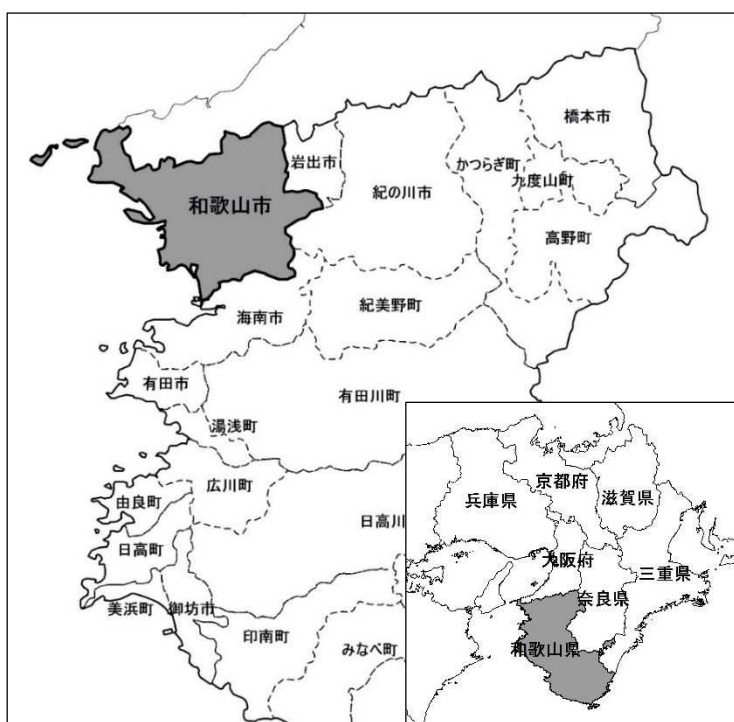 橋本市
岩出市
かつらぎ町
九度山町
紀の川市
和歌山市
高野町
紀美野町
海南市
有田市
有田川町
湯浅町
広川町
由良町
日高川
日高町
美浜町
御坊市
印南町
みなべ町
京都府
兵庫県
滋賀県
大阪府
三重県
奈良県
和歌山県